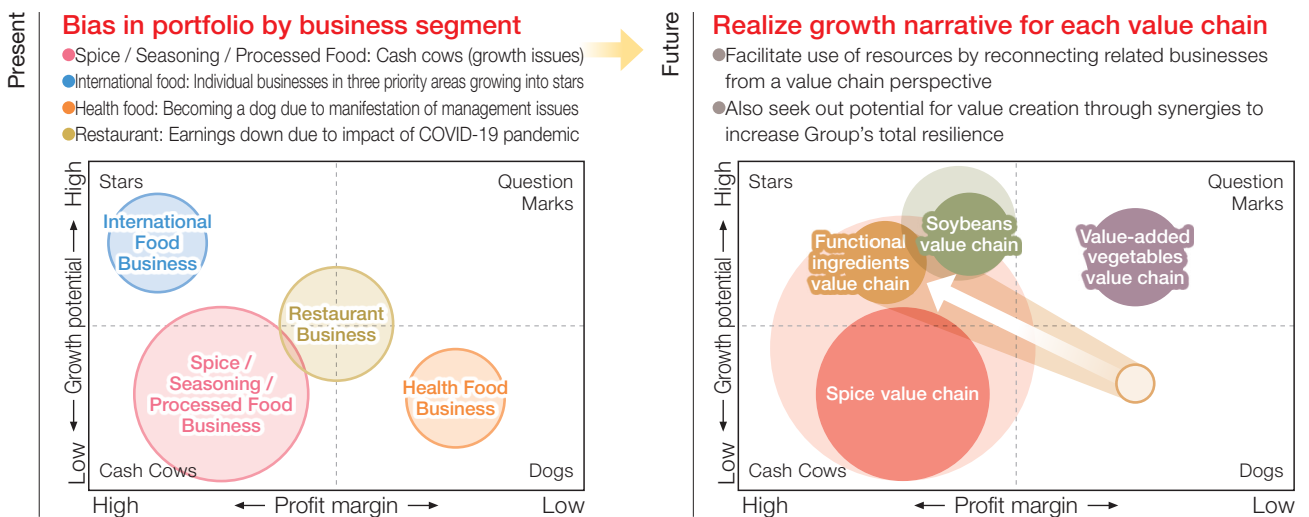 Present
Bias in portfolio by business segment
●Spice / Seasoning / Processed Food: Cash cows (growth issues)
●International food: Individual businesses in three priority areas growing into stars
●Health food: Becoming a dog due to manifestation of management issues
●Restaurant: Earnings down due to impact of COVID-19 pandemic
Low ← Growth potential → High
Stars
Question
Marks
International
Food
Business
Restaurant
Business
Spice /
Seasoning /
Processed Food
Business
Health Food
Business
Cash Cows
Dogs
High ← Profit margin → Low
Future
Realize growth narrative for each value chain
●Facilitate use of resources by reconnecting related businesses
from a value chain perspective
●Also seek out potential for value creation through synergies to
increase Group's total resilience
Low ← Growth potential → High
Stars
Question
Marks
Soybeans
value chain
Functional
ingredients
value chain
Value-added
vegetables
value chain
Spice value chain
Cash Cows
Dogs
High ← Profit margin → Low